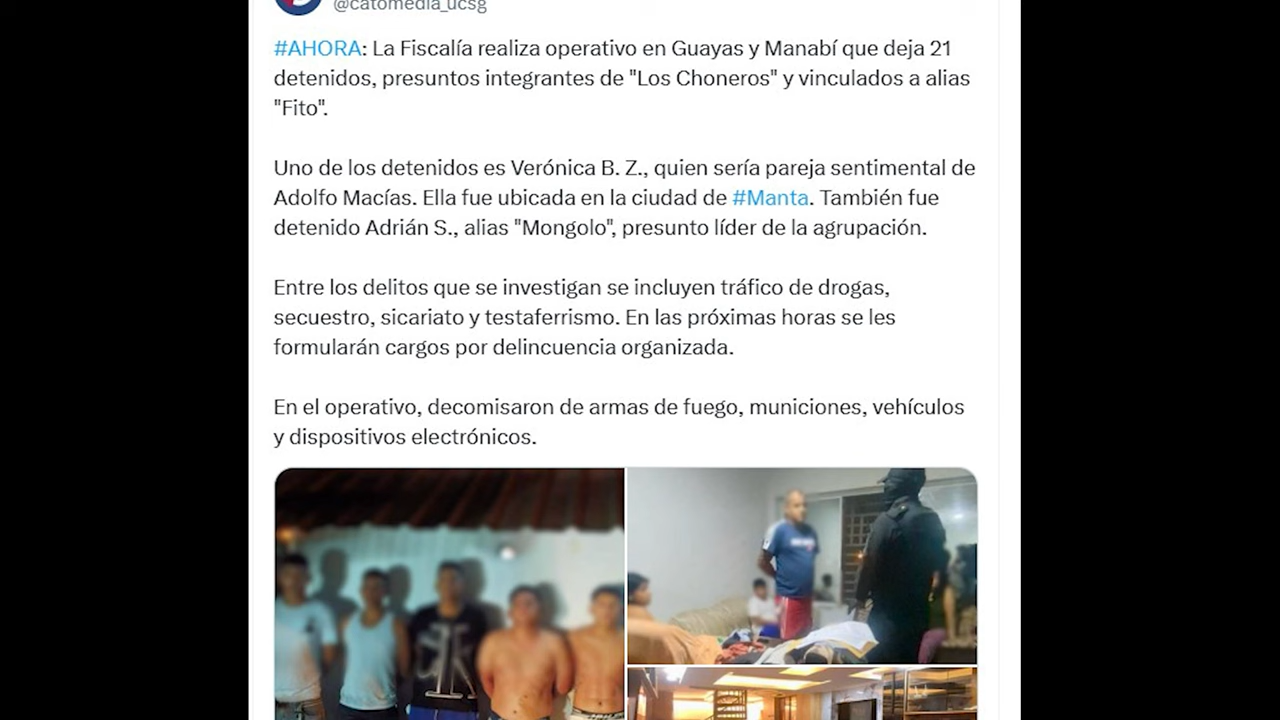 @catomedia_ucsg
#AHORA: La Fiscalía realiza operativo en Guayas y Manabí que deja 21
detenidos, presuntos integrantes de "Los Choneros" y vinculados a alias
"Fito".
Uno de los detenidos es Verónica B. Z., quien sería pareja sentimental de
Adolfo Macías. Ella fue ubicada en la ciudad de #Manta. También fue
detenido Adrián S., alias "Mongolo", presunto líder de la agrupación.
Entre los delitos que se investigan se incluyen tráfico de drogas,
secuestro, sicariato y testaferrismo. En las próximas horas se les
formularán cargos por delincuencia organizada.
En el operativo, decomisaron de armas de fuego, municiones, vehículos
y dispositivos electrónicos.